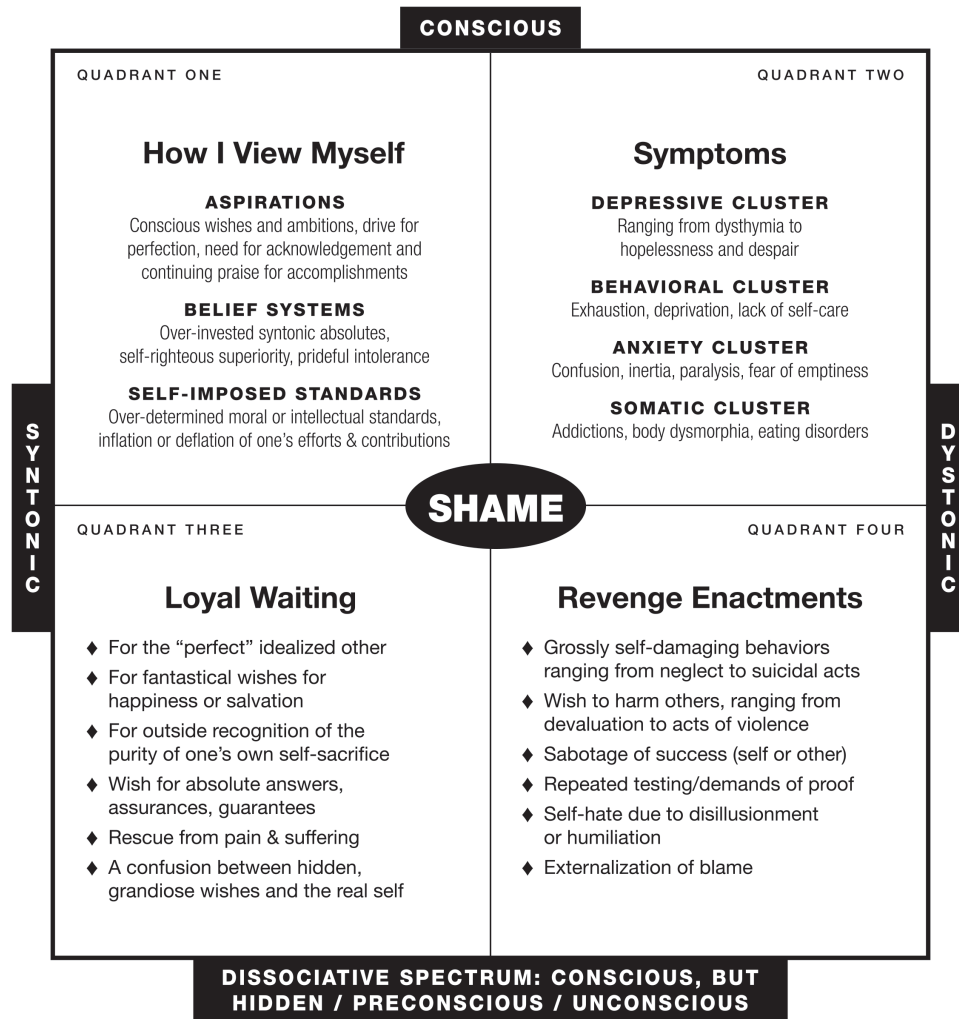 CONSCIOUS
QUADRANT ONE
How I View Myself
ASPIRATIONS
Conscious wishes and ambitions, drive for
perfection, need for acknowledgement and
continuing praise for accomplishments
BELIEF SYSTEMS
Over-invested syntonic absolutes,
self-righteous superiority, prideful intolerance
SELF-IMPOSED STANDARDS
Over-determined moral or intellectual standards,
inflation or deflation of one’s efforts & contributions
QUADRANT TWO
Symptoms
DEPRESSIVE CLUSTER
Ranging from dysthymia to
hopelessness and despair
BEHAVIORAL CLUSTER
Exhaustion, deprivation, lack of self-care
ANXIETY CLUSTER
Confusion, inertia, paralysis, fear of emptiness
SOMATIC CLUSTER
Addictions, body dysmorphia, eating disorders
SYNTONIC
SHAME
DYSTONIC
QUADRANT THREE
Loyal Waiting
♦ For the “perfect” idealized other
♦ For fantastical wishes for
happiness or salvation
♦ For outside recognition of the
purity of one’s own self-sacrifice
♦ Wish for absolute answers,
assurances, guarantees
♦ Rescue from pain & suffering
♦ A confusion between hidden,
grandiose wishes and the real self
QUADRANT FOUR
Revenge Enactments
♦ Grossly self-damaging behaviors
ranging from neglect to suicidal acts
♦ Wish to harm others, ranging from
devaluation to acts of violence
♦ Sabotage of success (self or other)
♦ Repeated testing/demands of proof
♦ Self-hate due to disillusionment
or humiliation
♦ Externalization of blame
DISSOCIATIVE SPECTRUM: CONSCIOUS, BUT
HIDDEN / PRECONSCIOUS / UNCONSCIOUS